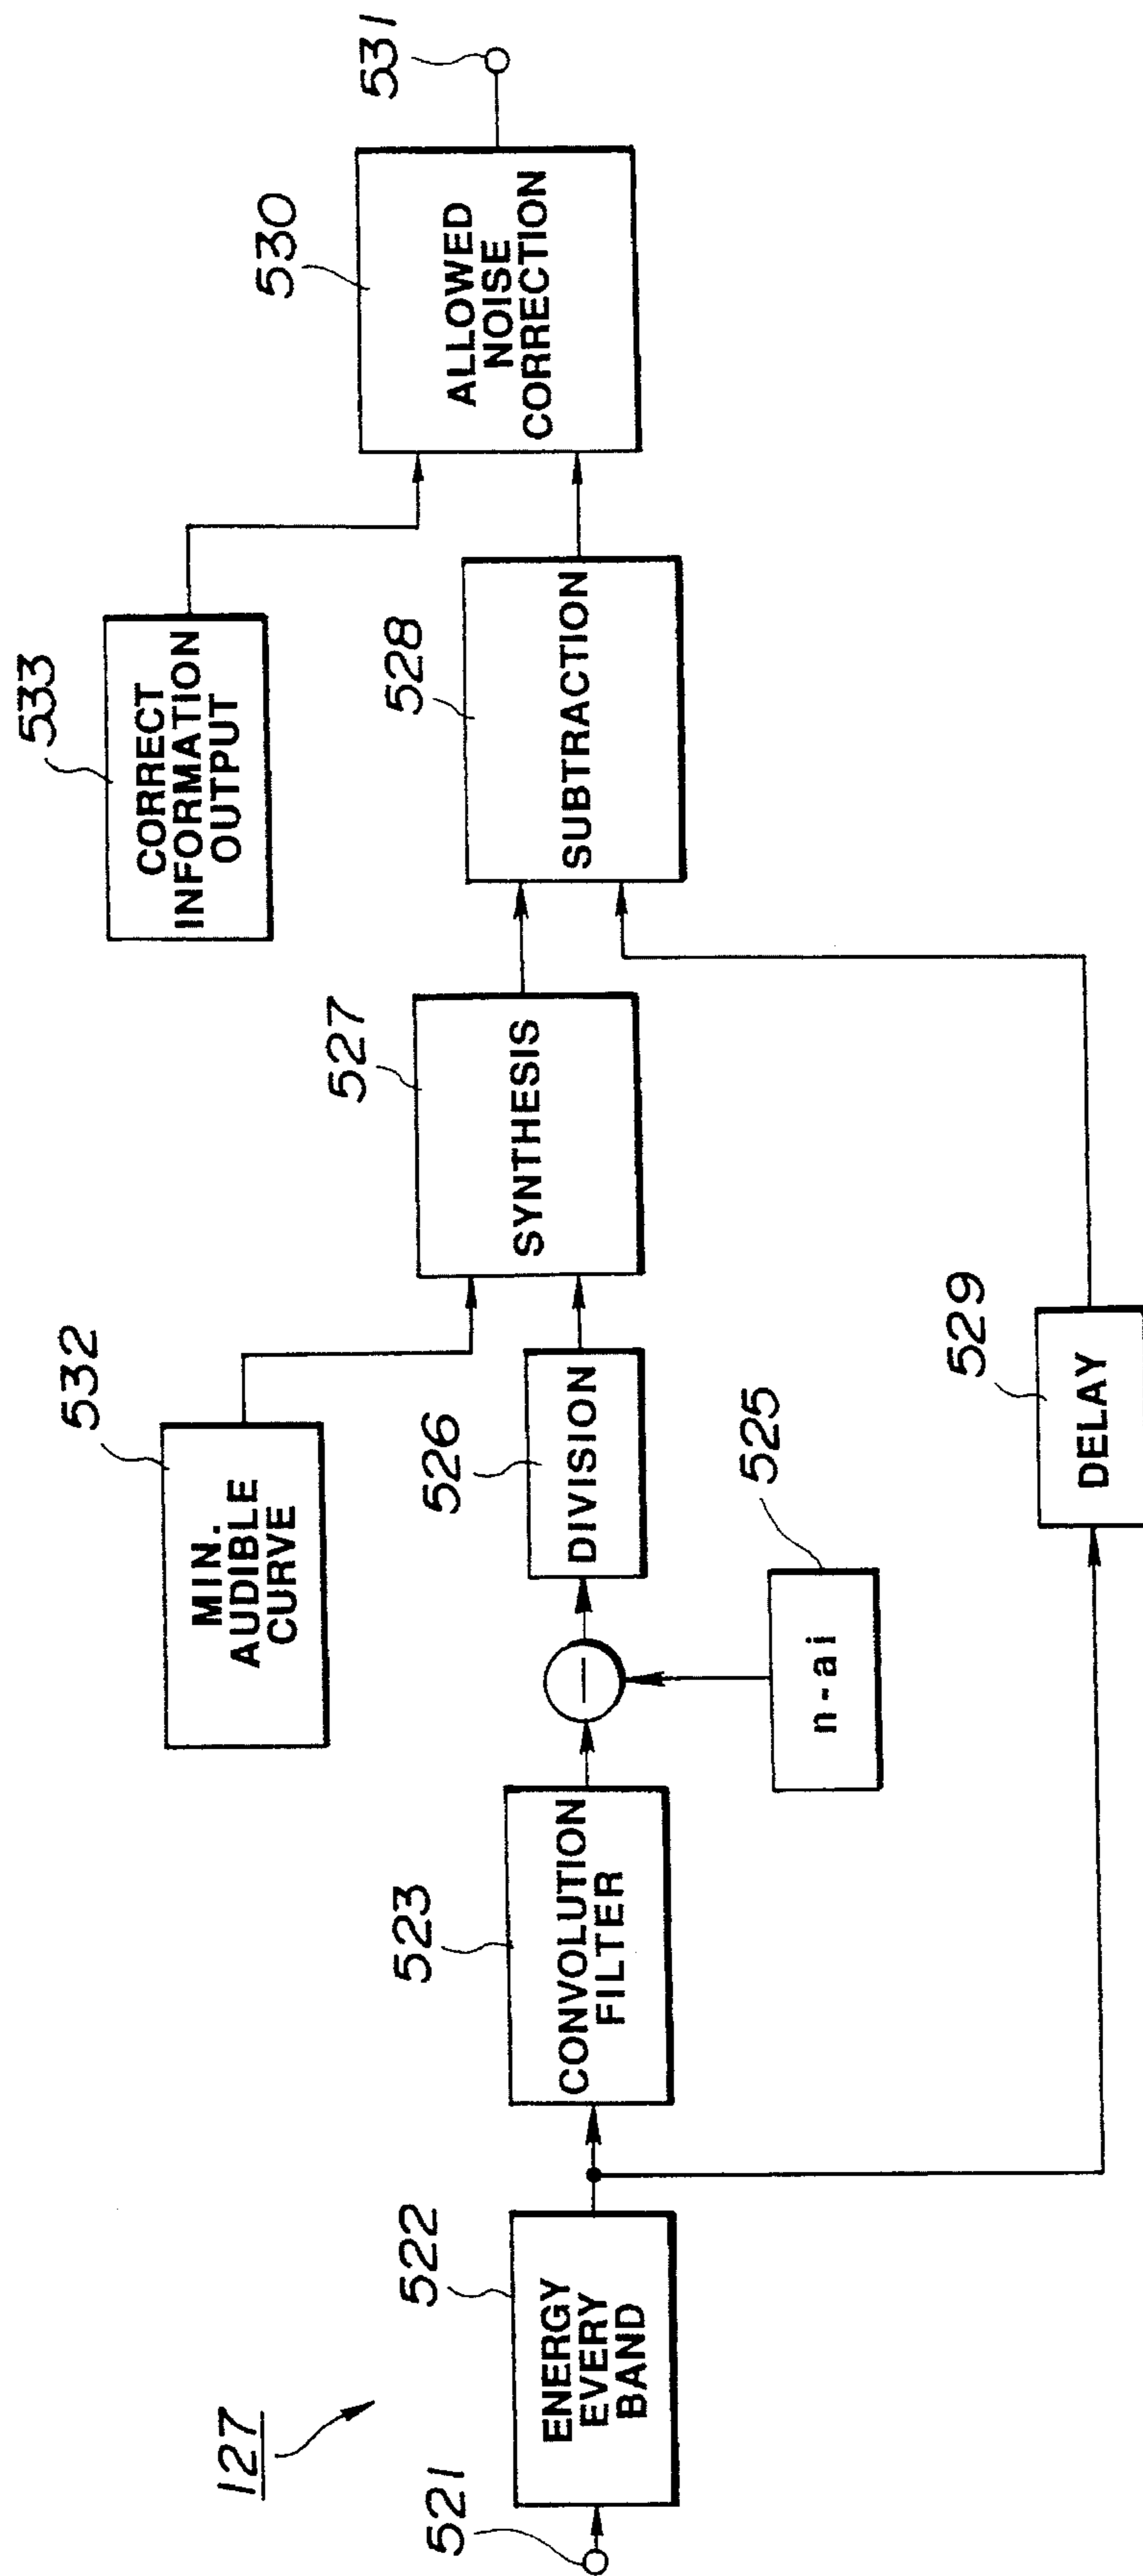 127
521
522
ENERGY
EVERY
BAND
523
CONVOLUTION
FILTER
—
525
n-ai
526
DIVISION
532
MIN.
AUDIBLE
CURVE
527
SYNTHESIS
529
DELAY
528
SUBTRACTION
533
CORRECT
INFORMATION
OUTPUT
530
ALLOWED
NOISE
CORRECTION
531